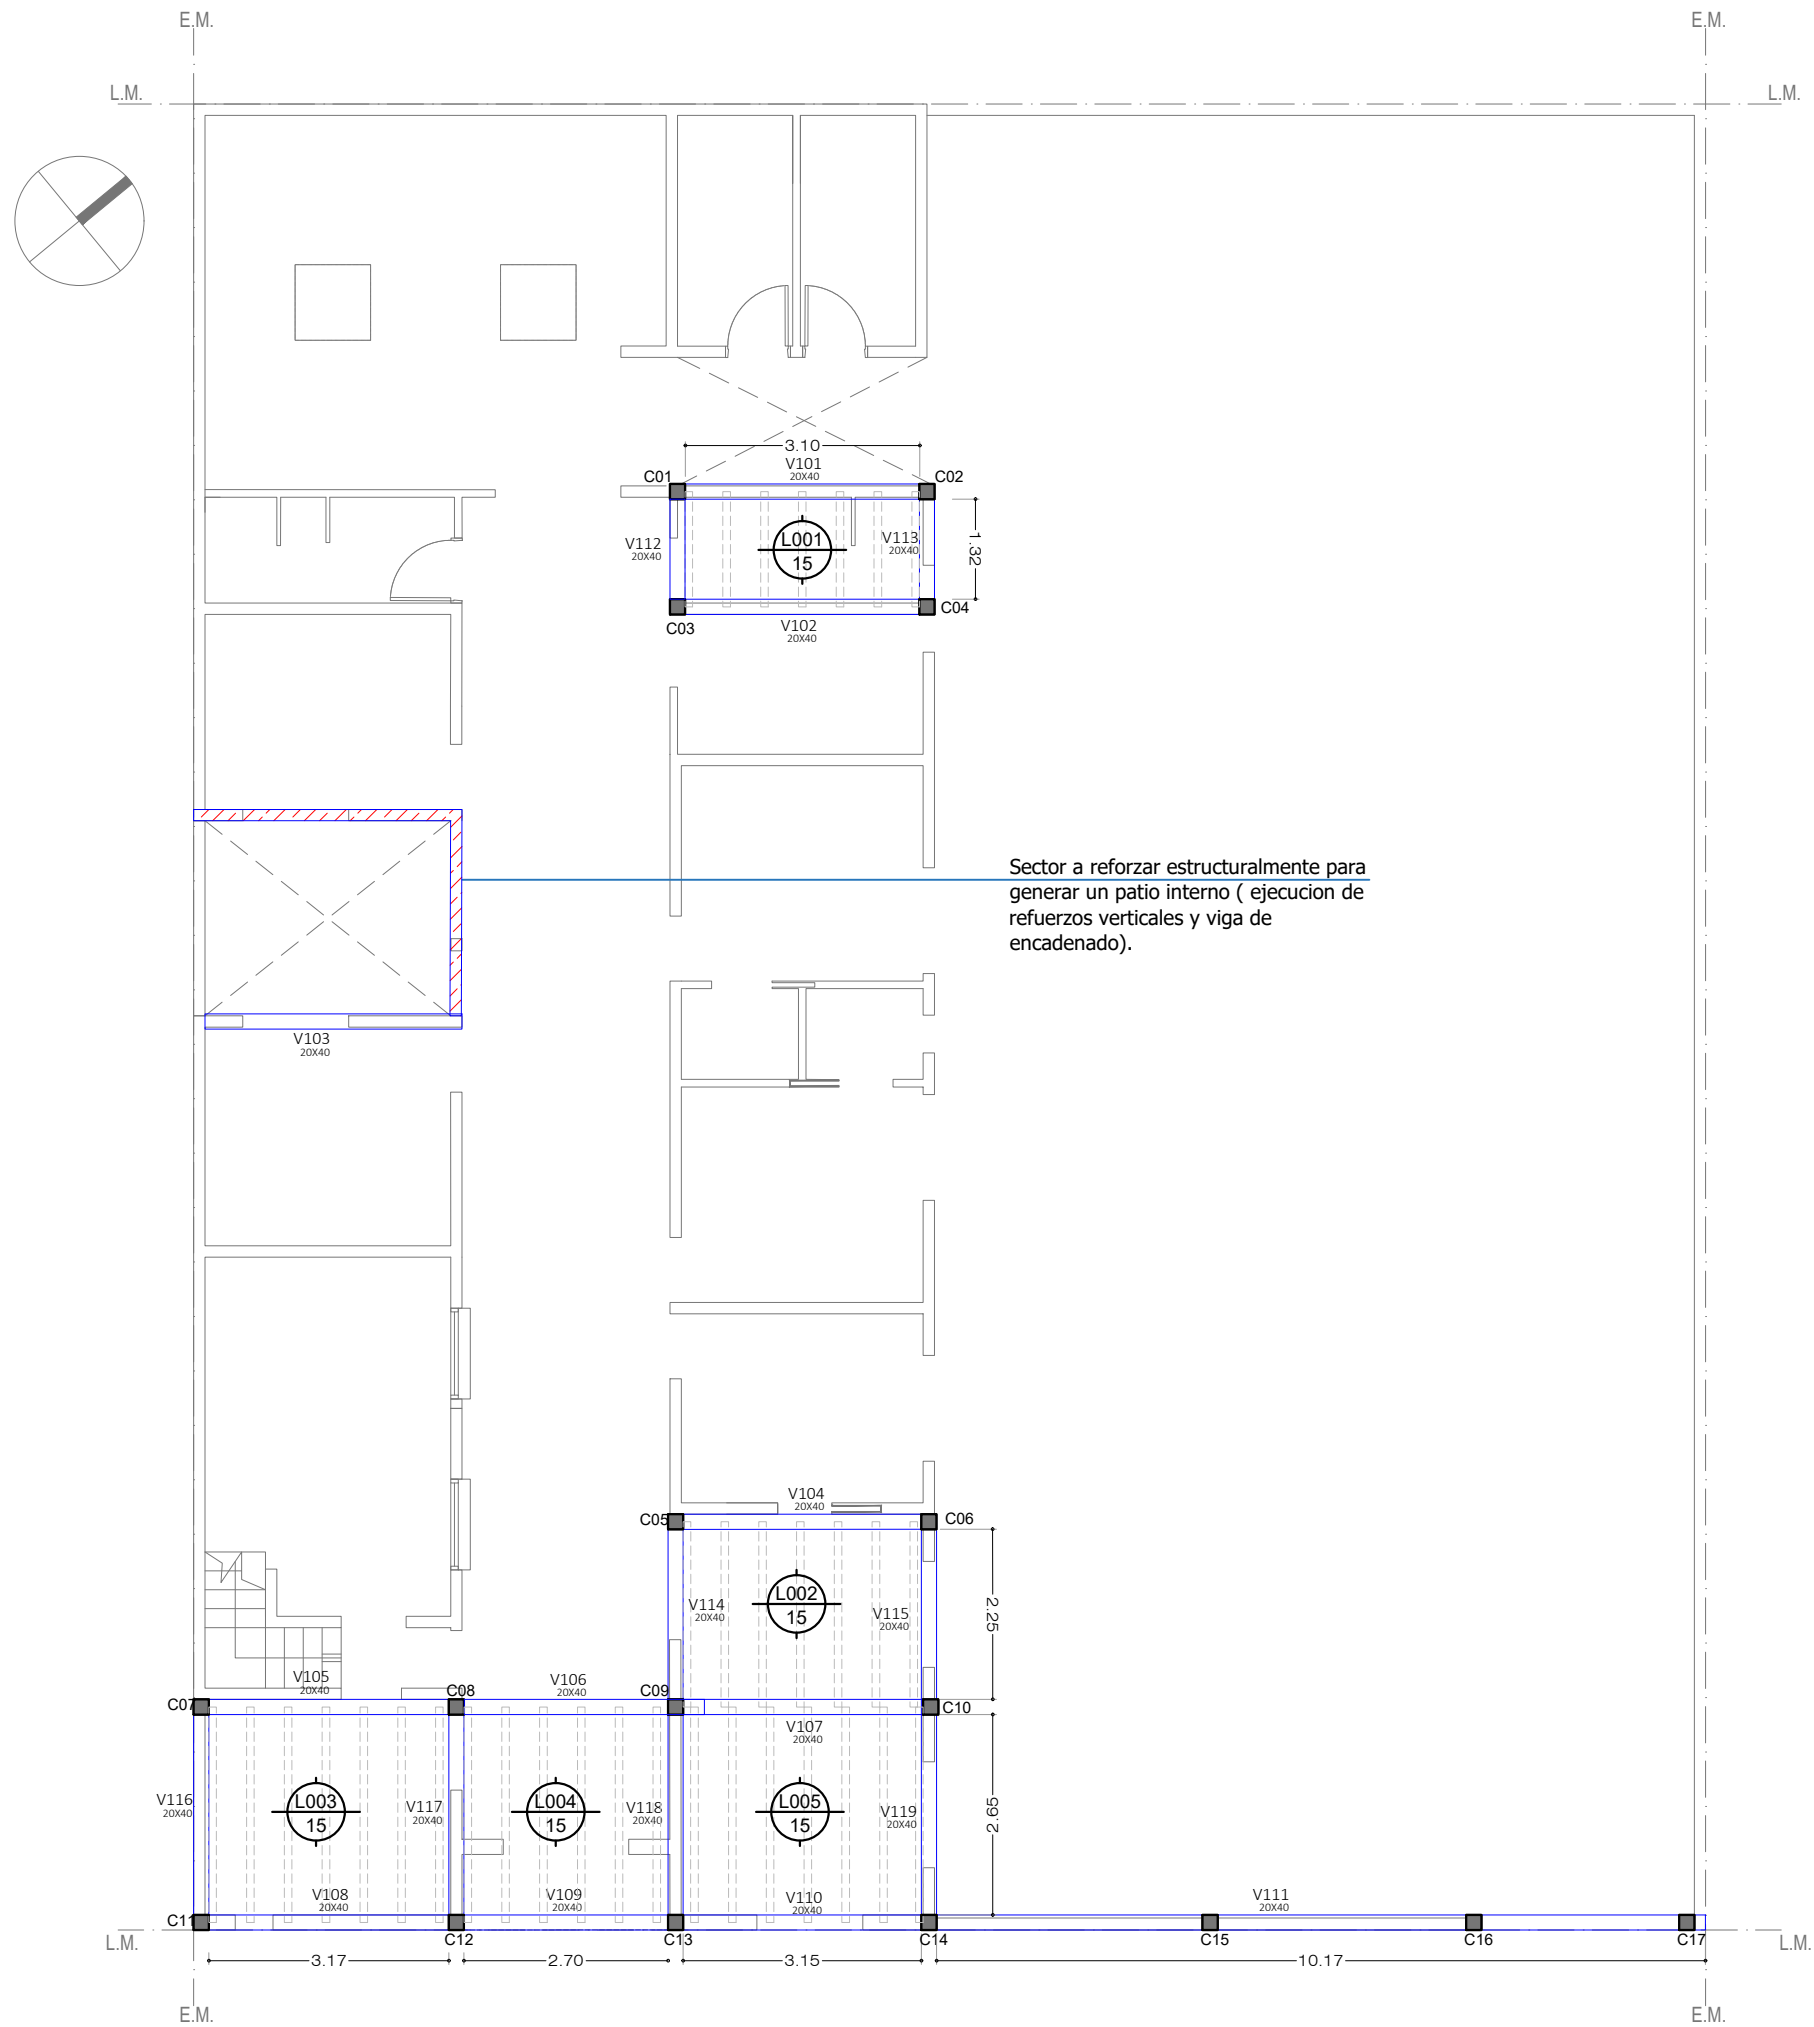 E.M.
E.M.
L.M.
L.M.
3.10
V101
20X40
C01
C02
V112
20X40
L001
15
V113
20X40
1.32
C03
C04
V102
20X40
Sector a reforzar estructuralmente para
generar un patio interno ( ejecucion de
refuerzos verticales y viga de
encadenado).
V103
20X40
V104
20X40
C05
C06
V114
20X40
L002
15
V115
20X40
2.25
V105
20X40
V106
20X40
C07
C08
C09
C10
V107
20X40
V116
20X40
L003
15
V117
20X40
L004
15
V118
20X40
L005
15
V119
20X40
2.65
V108
20X40
V109
20X40
V110
20X40
V111
20X40
C11
C12
C13
C14
C15
C16
C17
L.M.
L.M.
3.17
2.70
3.15
10.17
E.M.
E.M.